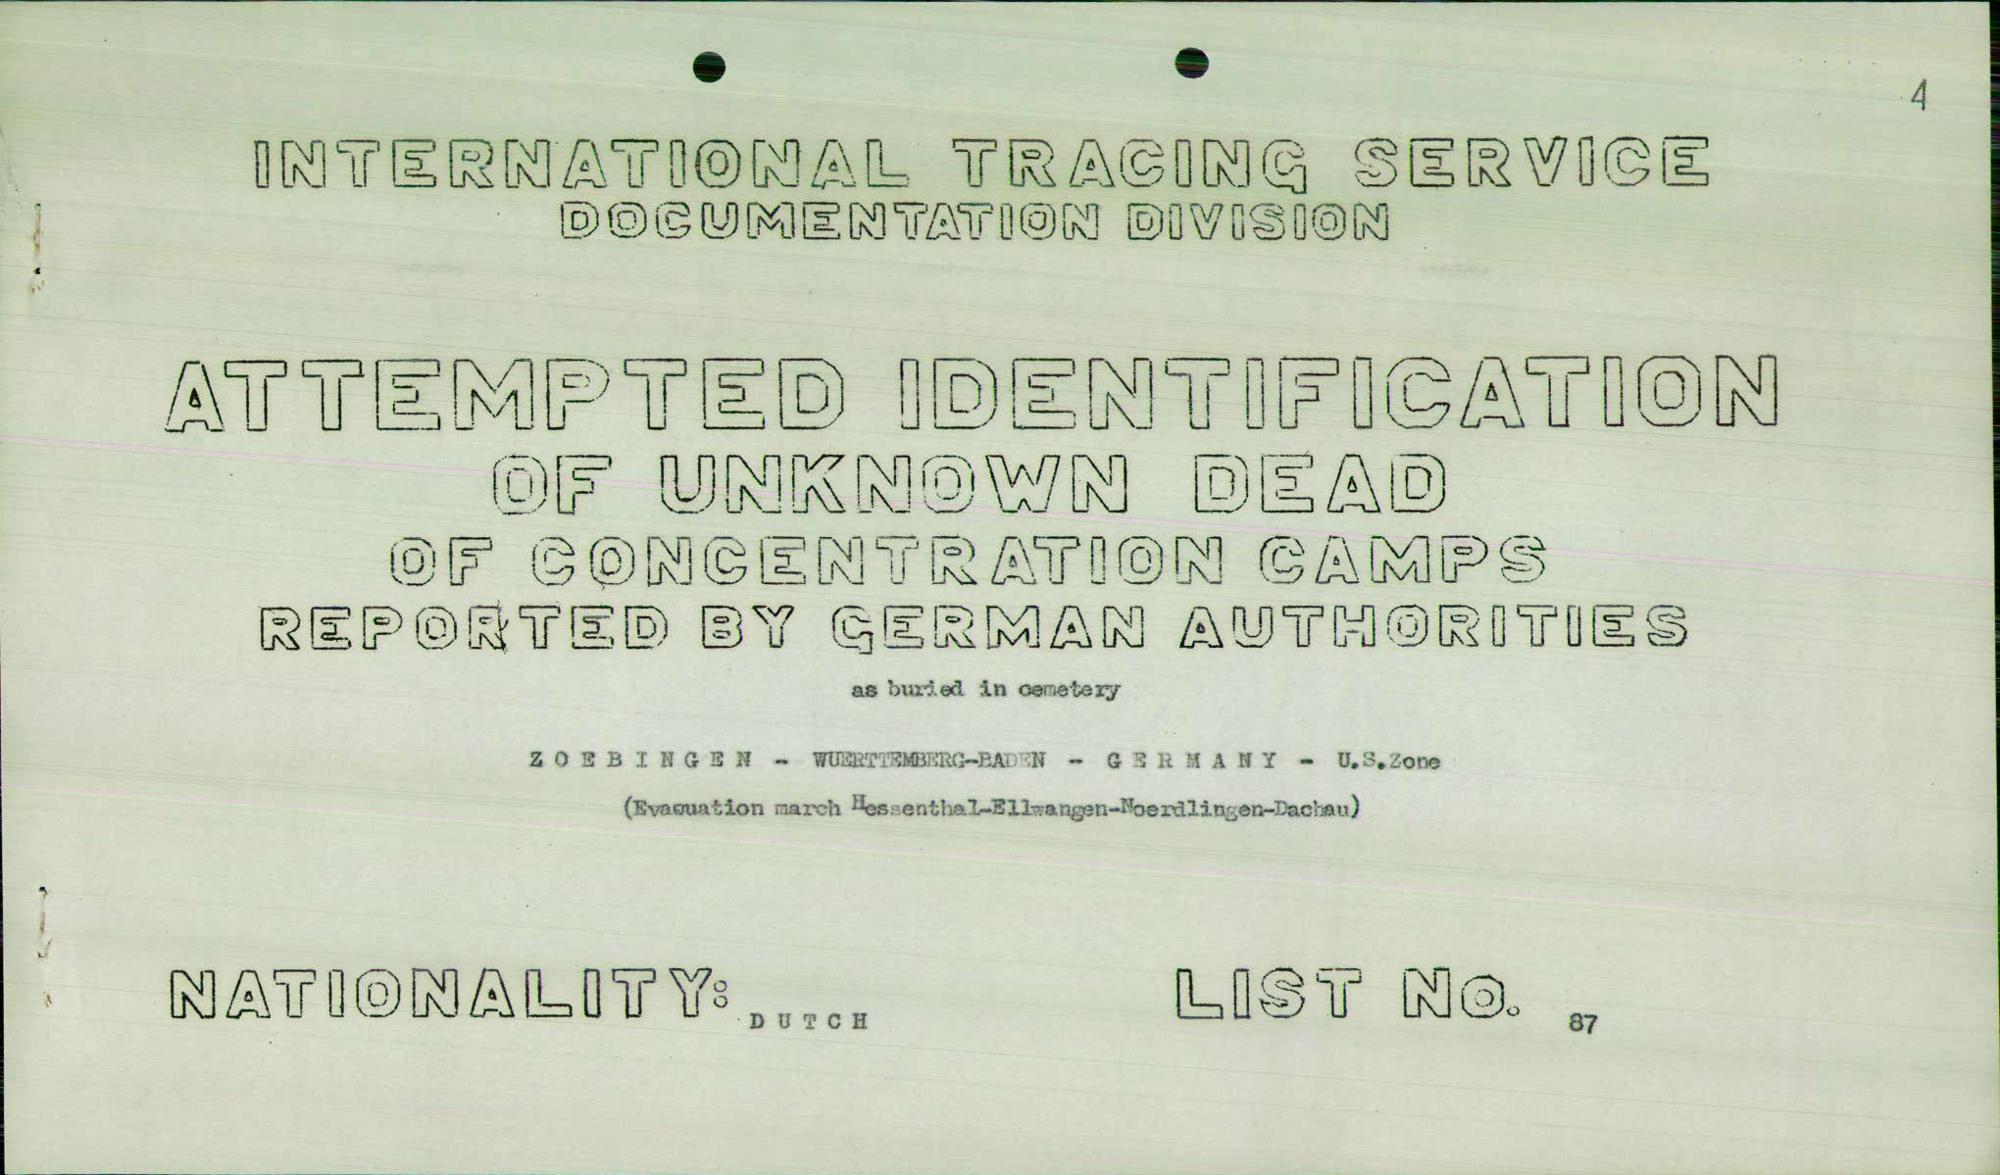 4
INTERNATIONAL TRACING SERVICE
DOCUMENTATION DIVISION
ATTEMPTED IDENTIFICATION
OF UNKNOWN DEAD
OF CONCENTRATION CAMPS
REPORTED BY GERMAN AUTHORITIES
as buried in cemetery
Z O E B I N G E N - WUERTTEMBERG-BADEN - G E R M A N Y - U.S.Zone
(Evacuation march Hessenthal-Ellwangen-Noerdlingen-Dachau)
NATIONALITY: D U T C H LIST No. 87